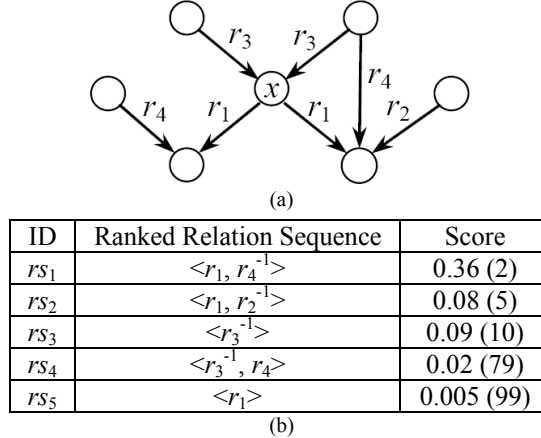 r₃ r₃
x
r₄ r₁ r₁ r₄ r₂
(a)
ID Ranked Relation Sequence Score
rs₁ <r₁, r₄⁻¹> 0.36 (2)
rs₂ <r₁, r₂⁻¹> 0.08 (5)
rs₃ <r₃⁻¹> 0.09 (10)
rs₄ <r₃⁻¹, r₄> 0.02 (79)
rs₅ <r₁> 0.005 (99)
(b)